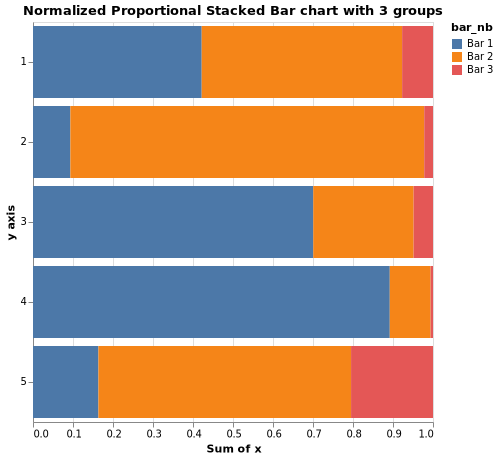 Normalized Proportional Stacked Bar chart with 3 groups
bar_nb
Bar 1
Bar 2
Bar 3
y axis
1
2
3
4
5
0.0 0.1 0.2 0.3 0.4 0.5 0.6 0.7 0.8 0.9 1.0
Sum of x